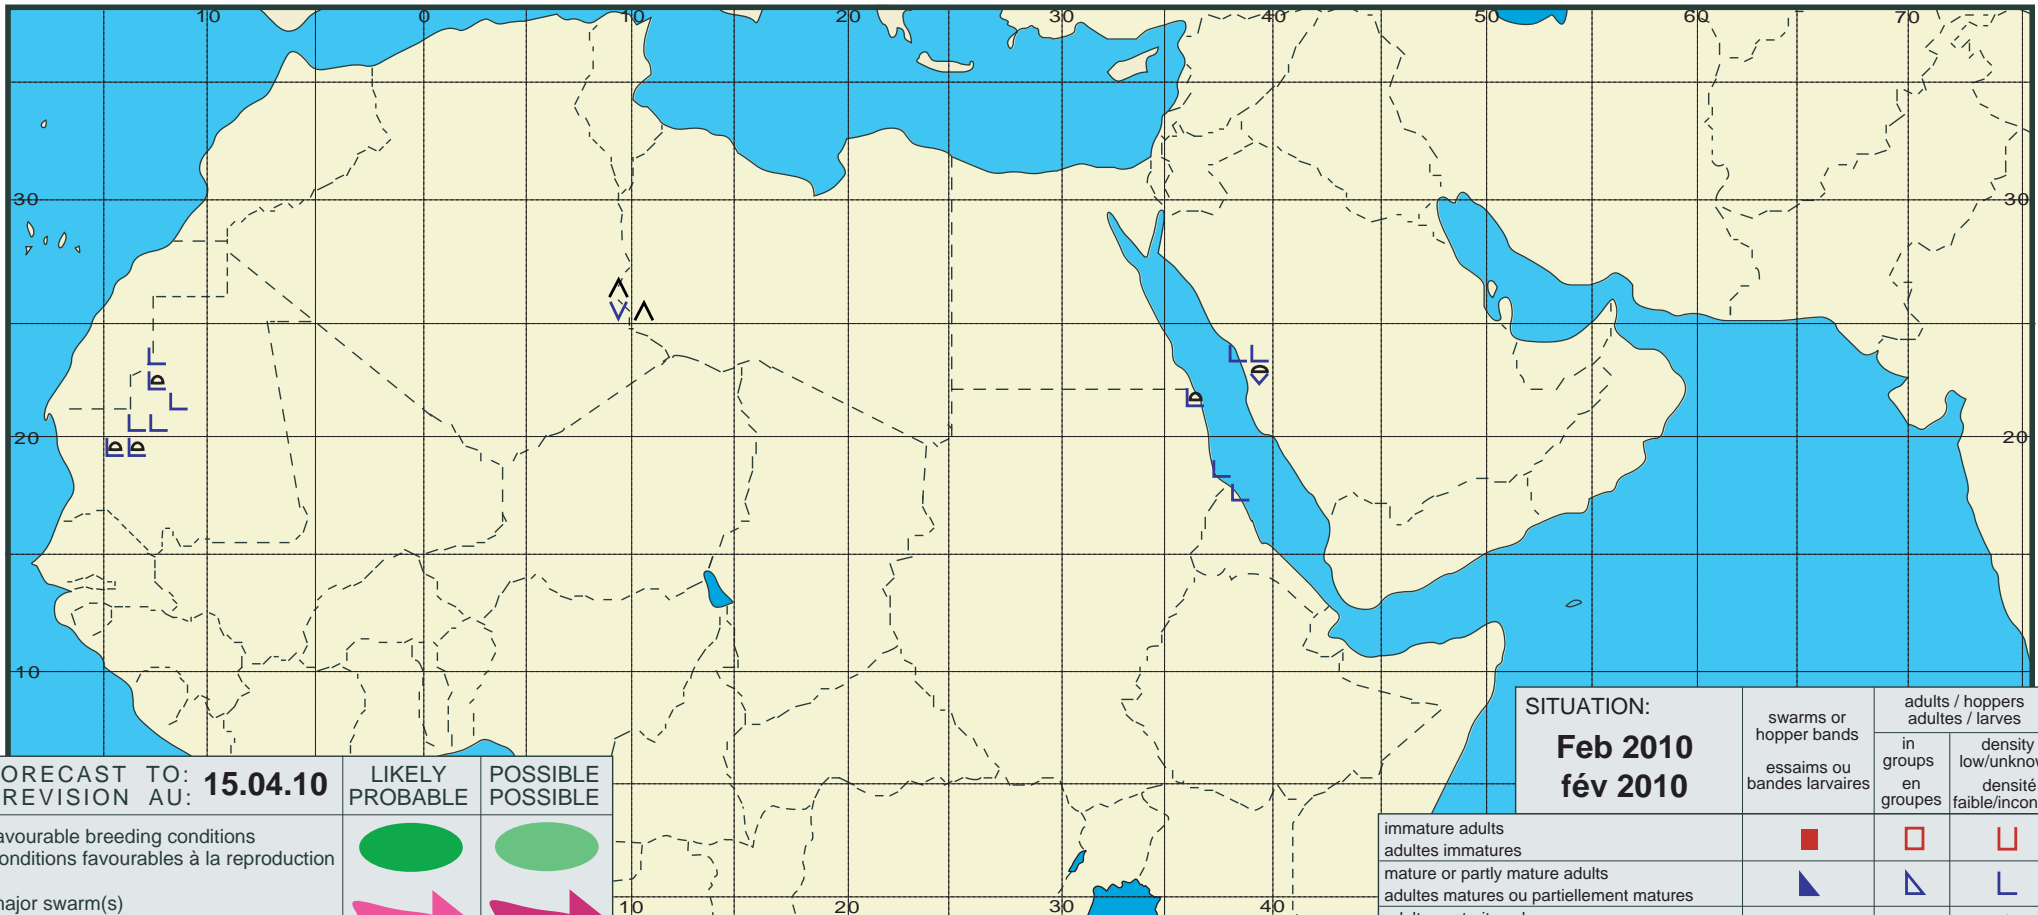 10 0 10 20 30 40 50 60 70
30 30
20 20
10
10 30 40
ORECAST TO: 15.04.10
REVISION AU:
LIKELY
PROBABLE
POSSIBLE
POSSIBLE
avourable breeding conditions
onditions favourables à la reproduction
major swarm(s)
SITUATION:
Feb 2010
fév 2010
swarms or
hopper bands
essaims ou
bandes larvaires
adults / hoppers
adultes / larves
in
groups
en
groupes
density
low/unknow
densité
faible/incon
immature adults
adultes immatures
mature or partly mature adults
adultes matures ou partiellement matures